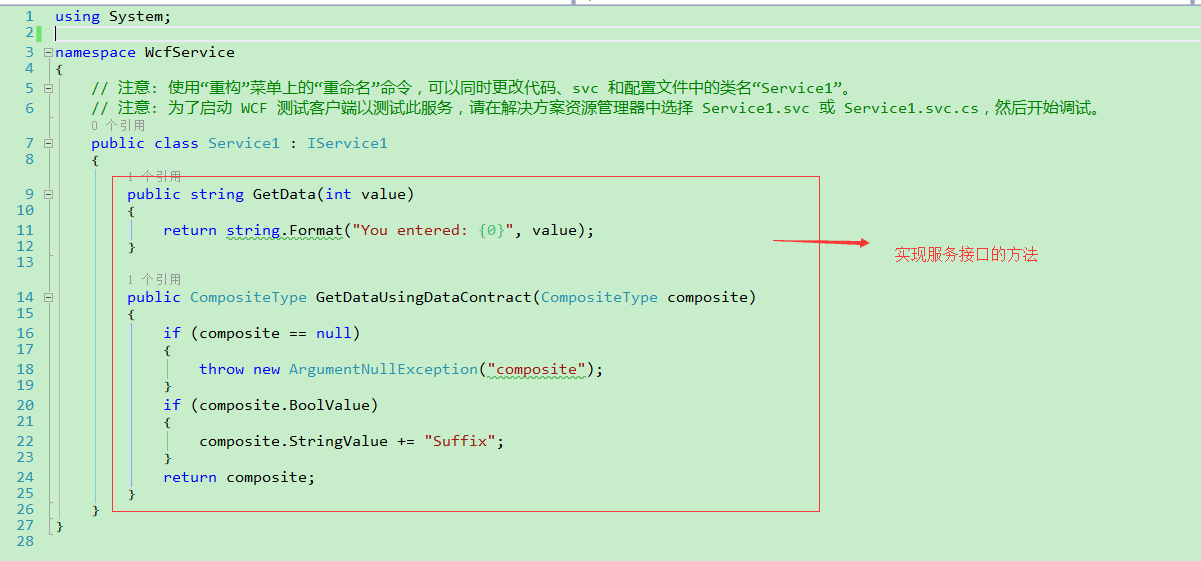 1 using System;
2
3 namespace WcfService
4 {
5 // 注意: 使用“重构”菜单上的“重命名”命令，可以同时更改代码、svc 和配置文件中的类名“Service1”。
6 // 注意: 为了启动 WCF 测试客户端以测试此服务，请在解决方案资源管理器中选择 Service1.svc 或 Service1.svc.cs，然后开始调试。
0 个引用
7 public class Service1 : IService1
8 {
1 个引用
9 public string GetData(int value)
10 {
11 return string.Format("You entered: {0}", value);
12 }
13
实现服务接口的方法
1 个引用
14 public CompositeType GetDataUsingDataContract(CompositeType composite)
15 {
16 if (composite == null)
17 {
18 throw new ArgumentNullException("composite");
19 }
20 if (composite.BoolValue)
21 {
22 composite.StringValue += "Suffix";
23 }
24 return composite;
25 }
26 }
27 }
28